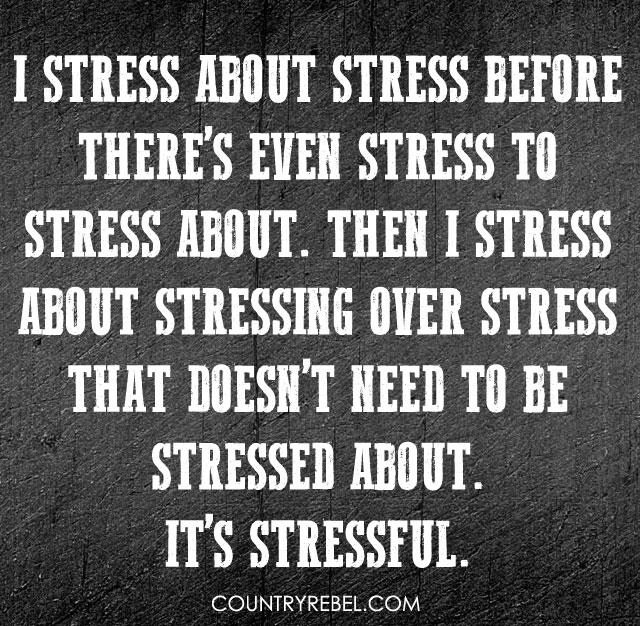 I STRESS ABOUT STRESS BEFORE
THERE'S EVEN STRESS TO
STRESS ABOUT. THEN I STRESS
ABOUT STRESSING OVER STRESS
THAT DOESN'T NEED TO BE
STRESSED ABOUT.
IT'S STRESSFUL.
COUNTRYREBEL.COM